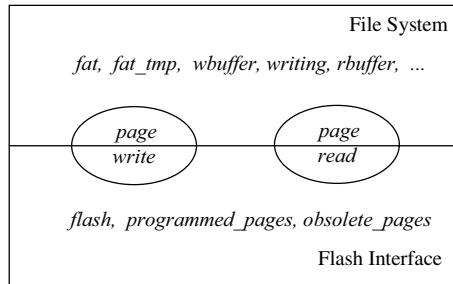 File System
fat, fat_tmp, wbuffer, writing, rbuffer, ...
page page
write read
flash, programmed_pages, obsolete_pages
Flash Interface